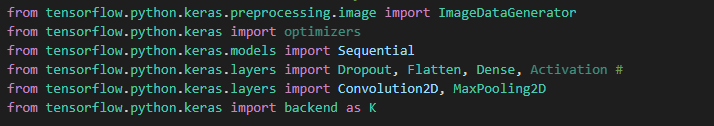 from tensorflow.python.keras.preprocessing.image import ImageDataGenerator
from tensorflow.python.keras import optimizers
from tensorflow.python.keras.models import Sequential
from tensorflow.python.keras.layers import Dropout, Flatten, Dense, Activation #
from tensorflow.python.keras.layers import Convolution2D, MaxPooling2D
from tensorflow.python.keras import backend as K